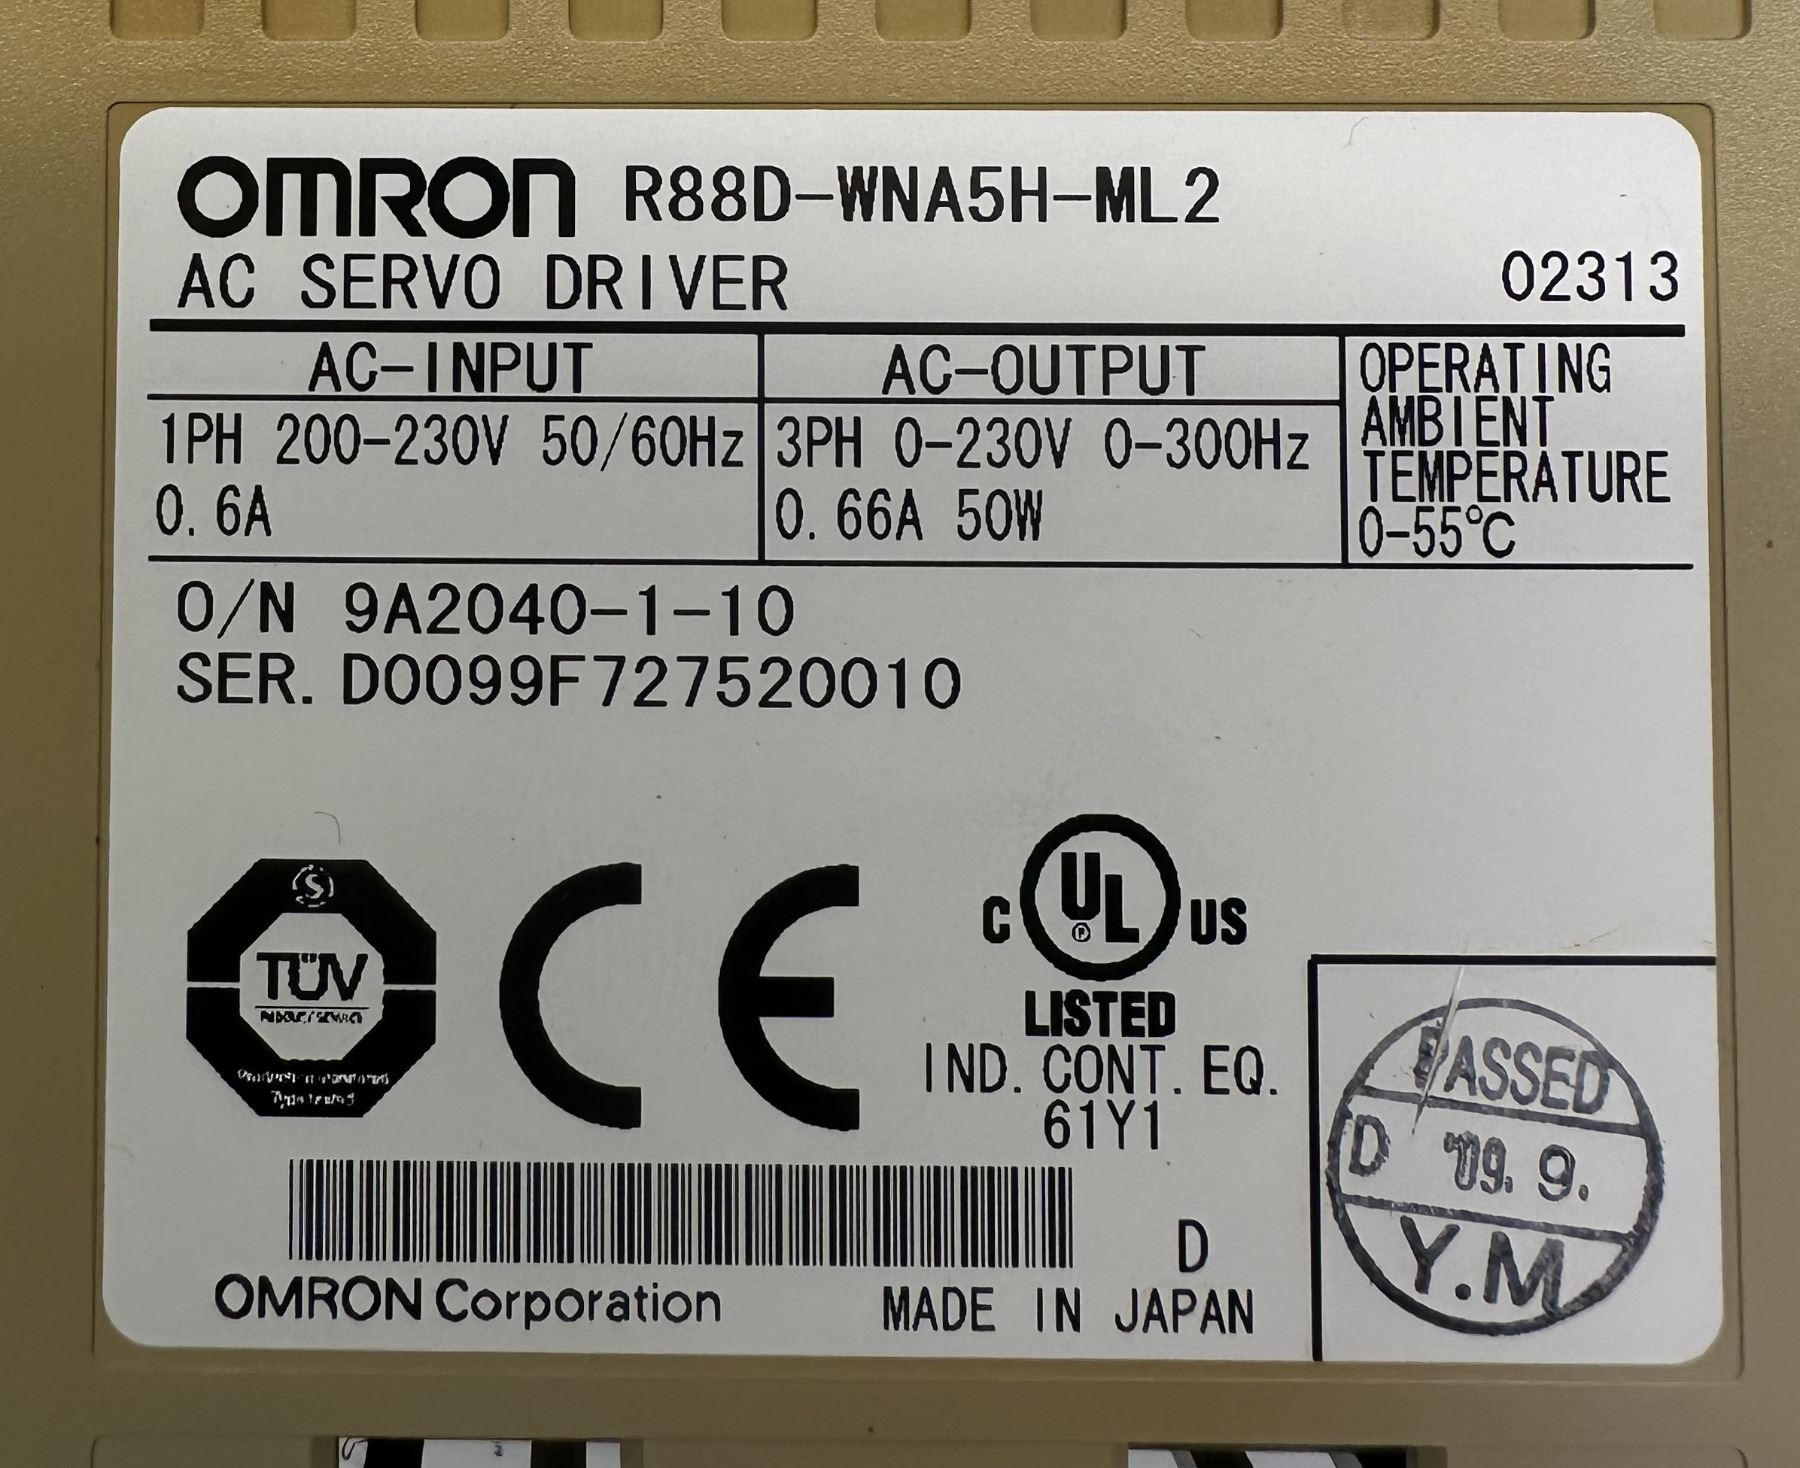 OMRON R88D-WNA5H-ML2
AC SERVO DRIVER
02313
AC-INPUT
1PH 200-230V 50/60Hz
0.6A
AC-OUTPUT
3PH 0-230V 0-300Hz
0.66A 50W
OPERATING
AMBIENT
TEMPERATURE
0-55°C
O/N 9A2040-1-10
SER. D0099F727520010
S
TÜV
C UL US
LISTED
IND. CONT. EQ.
61Y1
CE
PASSED
D '09. 9.
Y.M
D
OMRON Corporation
MADE IN JAPAN